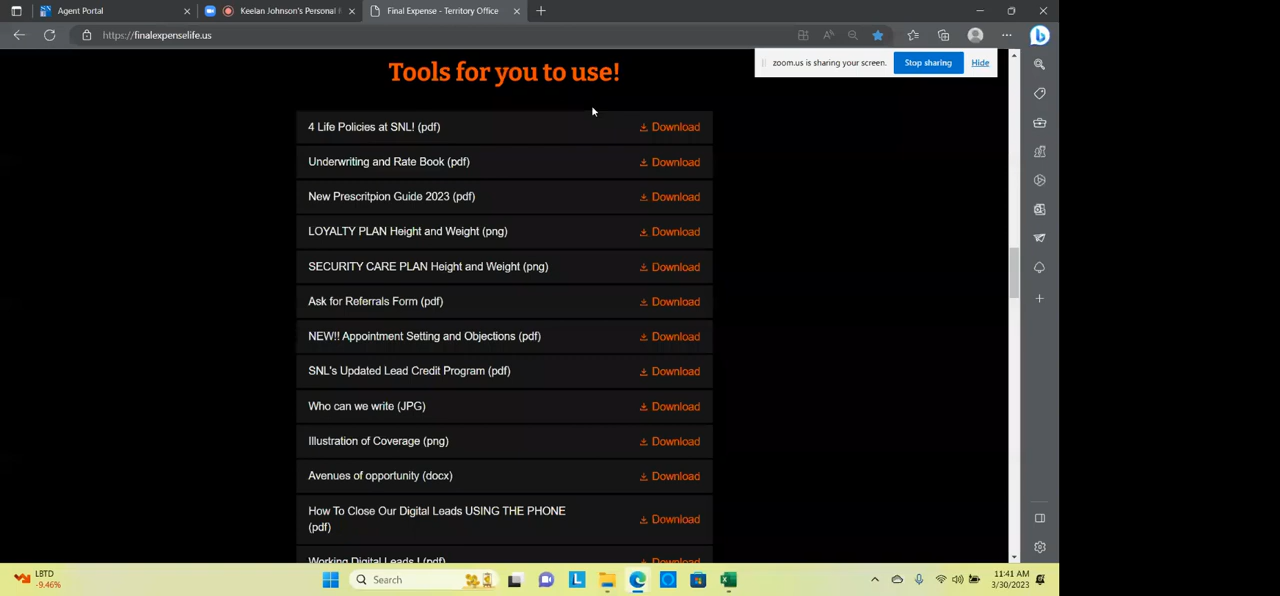 Agent Portal
Keelan Johnson's Personal
Final Expense - Territory Office
https://finalexpenselife.us
zoom.us is sharing your screen.
Stop sharing
Hide
Tools for you to use!
4 Life Policies at SNL! (pdf)
Download
Underwriting and Rate Book (pdf)
Download
New Prescritpion Guide 2023 (pdf)
Download
LOYALTY PLAN Height and Weight (png)
Download
SECURITY CARE PLAN Height and Weight (png)
Download
Ask for Referrals Form (pdf)
Download
NEW!! Appointment Setting and Objections (pdf)
Download
SNL's Updated Lead Credit Program (pdf)
Download
Who can we write (JPG)
Download
Illustration of Coverage (png)
Download
Avenues of opportunity (docx)
Download
How To Close Our Digital Leads USING THE PHONE
(pdf)
Download
Working Digital Leads ! (pdf)
Download
LBTD
-9.46%
Search
11:41 AM
3/30/2023